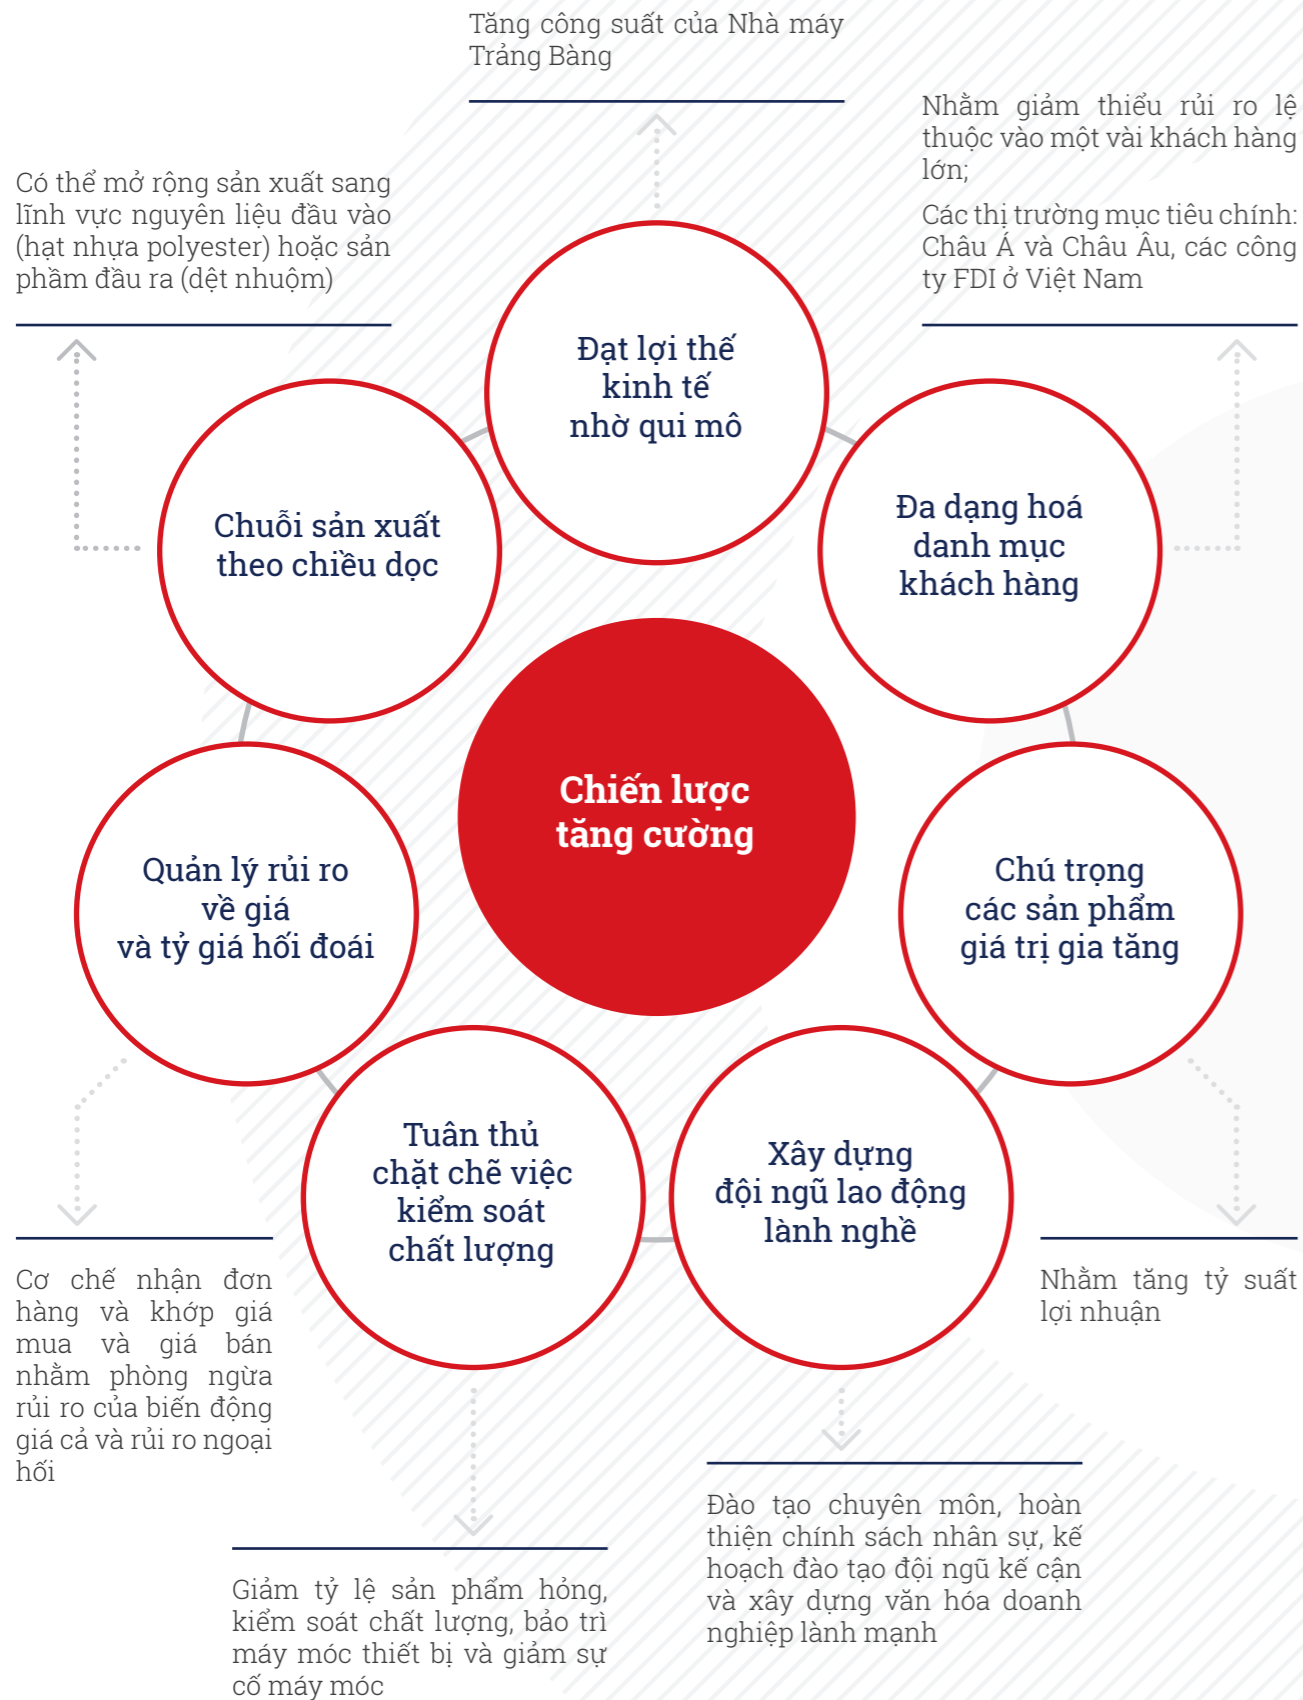 Tăng công suất của Nhà máy
Trảng Bàng
Nhằm giảm thiểu rủi ro lệ
thuộc vào một vài khách hàng
lớn;
Các thị trường mục tiêu chính:
Châu Á và Châu Âu, các công
ty FDI ở Việt Nam
Có thể mở rộng sản xuất sang
lĩnh vực nguyên liệu đầu vào
(hạt nhựa polyester) hoặc sản
phầm đầu ra (dệt nhuộm)
Đạt lợi thế
kinh tế
nhờ qui mô
Chuỗi sản xuất
theo chiều dọc
Đa dạng hoá
danh mục
khách hàng
Chiến lược
tăng cường
Quản lý rủi ro
về giá
và tỷ giá hối đoái
Chú trọng
các sản phẩm
giá trị gia tăng
Tuân thủ
chặt chẽ việc
kiểm soát
chất lượng
Xây dựng
đội ngũ lao động
lành nghề
Cơ chế nhận đơn
hàng và khớp giá
mua và giá bán
nhằm phòng ngừa
rủi ro của biến động
giá cả và rủi ro ngoại
hối
Nhằm tăng tỷ suất
lợi nhuận
Giảm tỷ lệ sản phẩm hỏng,
kiểm soát chất lượng, bảo trì
máy móc thiết bị và giảm sự
cố máy móc
Đào tạo chuyên môn, hoàn
thiện chính sách nhân sự, kế
hoạch đào tạo đội ngũ kế cận
và xây dựng văn hóa doanh
nghiệp lành mạnh